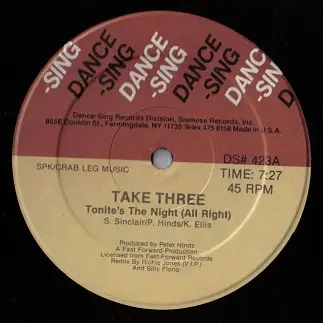 -SING
DANCE
-SING
DANCE
-SING
DANCE
-SING
DANCE
-SING
Dance-Sing Records Division, Siamese Records, Inc.
855E Conklin St., Farmingdale, NY 11735 Telex 475 8158 Made in U.S.A.
DS# 423A
SPK/CRAB LEG MUSIC
TIME: 7:27
45 RPM
TAKE THREE
Tonite's The Night (All Right)
S. Sinclair/P. Hinds/K. Ellis
Produced by Peter Hinds
A Fast Forward Production
Licensed from Fast-Forward Records
Remix By Richie Jones (V.I.P.)
And Billy Florio